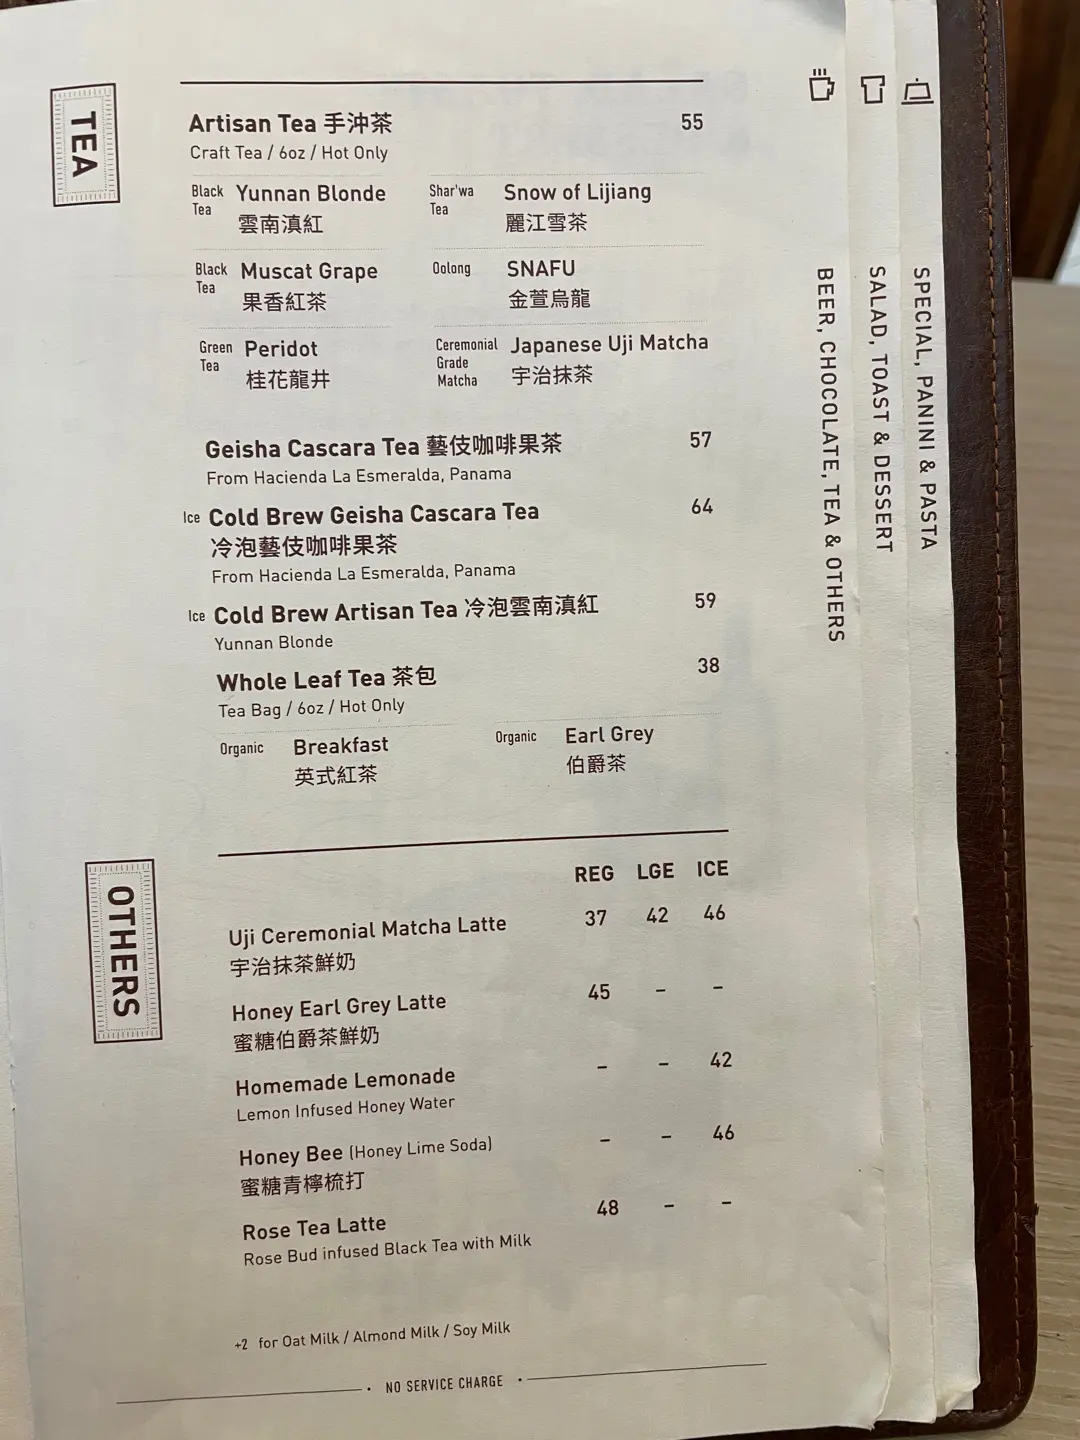 TEA
Artisan Tea 手沖茶 55
Craft Tea / 6oz / Hot Only
Black Tea Yunnan Blonde
雲南滇紅
Shar'wa Tea Snow of Lijiang
麗江雪茶
Black Tea Muscat Grape
果香紅茶
Oolong SNAFU
金萱烏龍
Green Tea Peridot
桂花龍井
Ceremonial Grade Matcha Japanese Uji Matcha
宇治抹茶
Geisha Cascara Tea 藝伎咖啡果茶 57
From Hacienda La Esmeralda, Panama
Ice Cold Brew Geisha Cascara Tea 64
冷泡藝伎咖啡果茶
From Hacienda La Esmeralda, Panama
Ice Cold Brew Artisan Tea 冷泡雲南滇紅 59
Yunnan Blonde
Whole Leaf Tea 茶包 38
Tea Bag / 6oz / Hot Only
Organic Breakfast
英式紅茶
Organic Earl Grey
伯爵茶
OTHERS
REG LGE ICE
Uji Ceremonial Matcha Latte 37 42 46
宇治抹茶鮮奶
Honey Earl Grey Latte 45 – –
蜜糖伯爵茶鮮奶
Homemade Lemonade – – 42
Lemon Infused Honey Water
Honey Bee (Honey Lime Soda) – – 46
蜜糖青檸梳打
Rose Tea Latte 48 – –
Rose Bud infused Black Tea with Milk
+2 for Oat Milk / Almond Milk / Soy Milk
NO SERVICE CHARGE
BEER, CHOCOLATE, TEA & OTHERS
SALAD, TOAST & DESSERT
SPECIAL, PANINI & PASTA